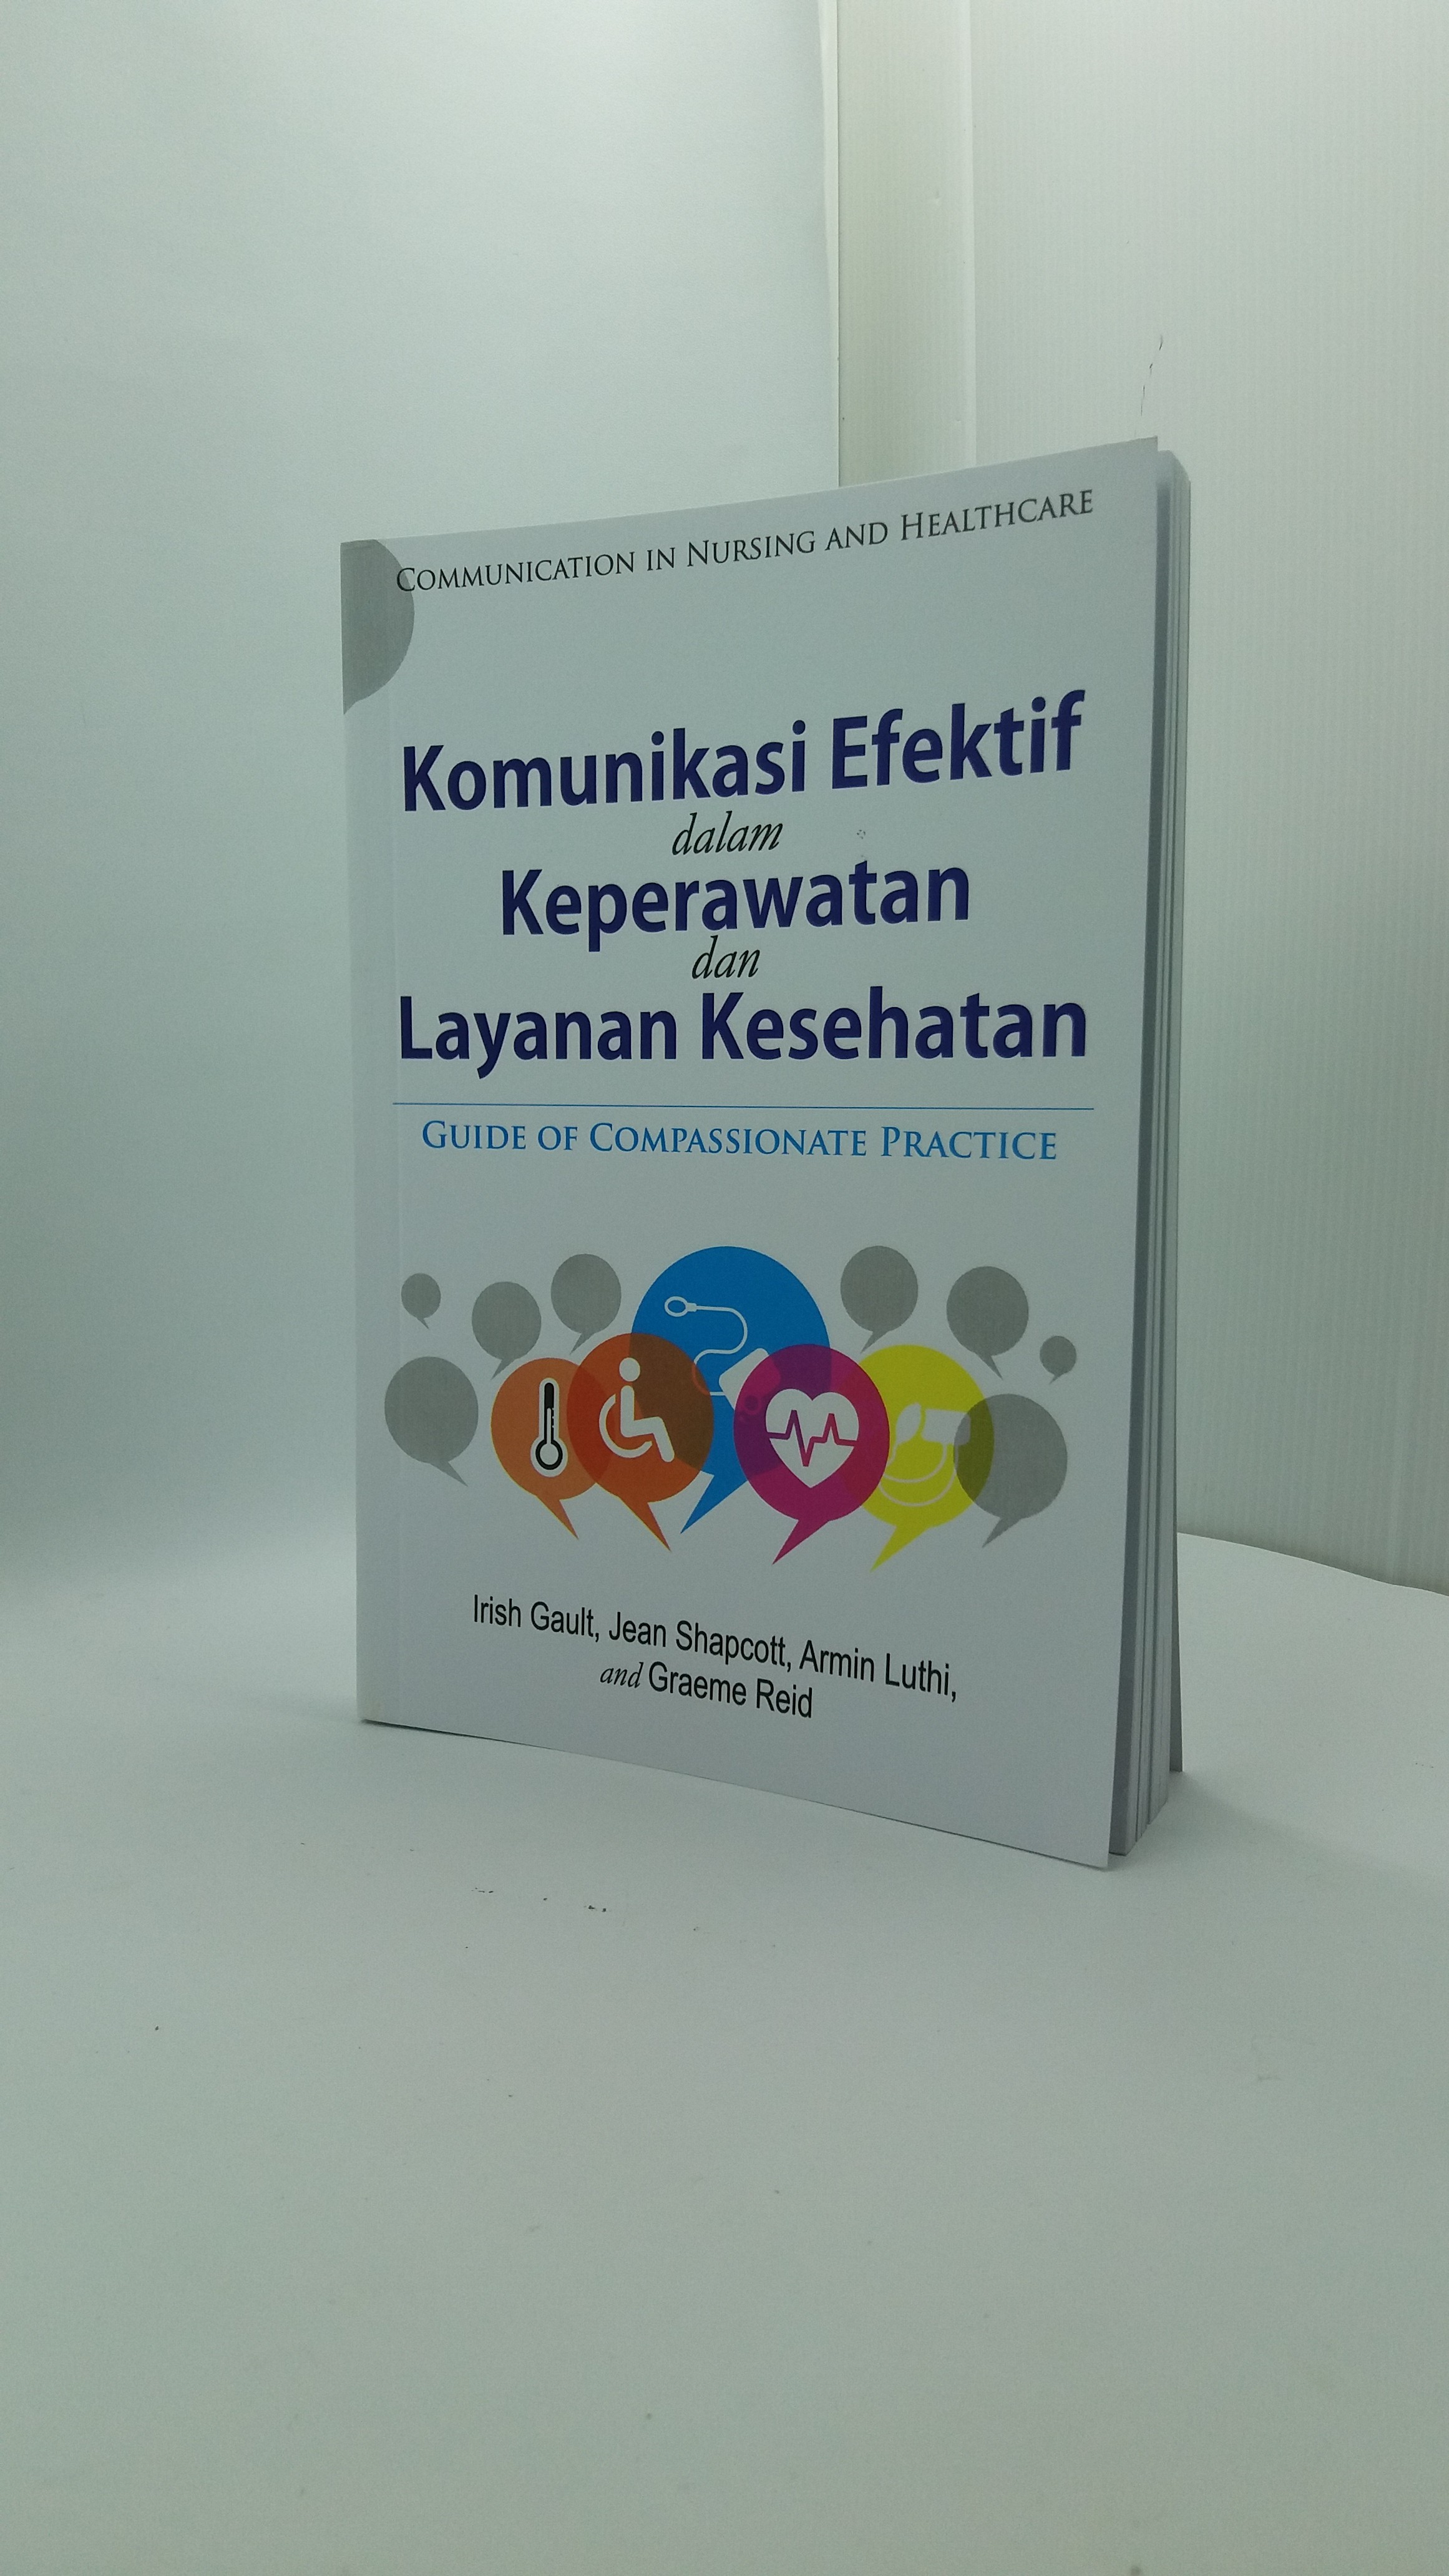 COMMUNICATION IN NURSING AND HEALTHCARE
Komunikasi Efektif
dalam
Keperawatan
dan
Layanan Kesehatan
GUIDE OF COMPASSIONATE PRACTICE
Irish Gault, Jean Shapcott, Armin Luthi,
and Graeme Reid